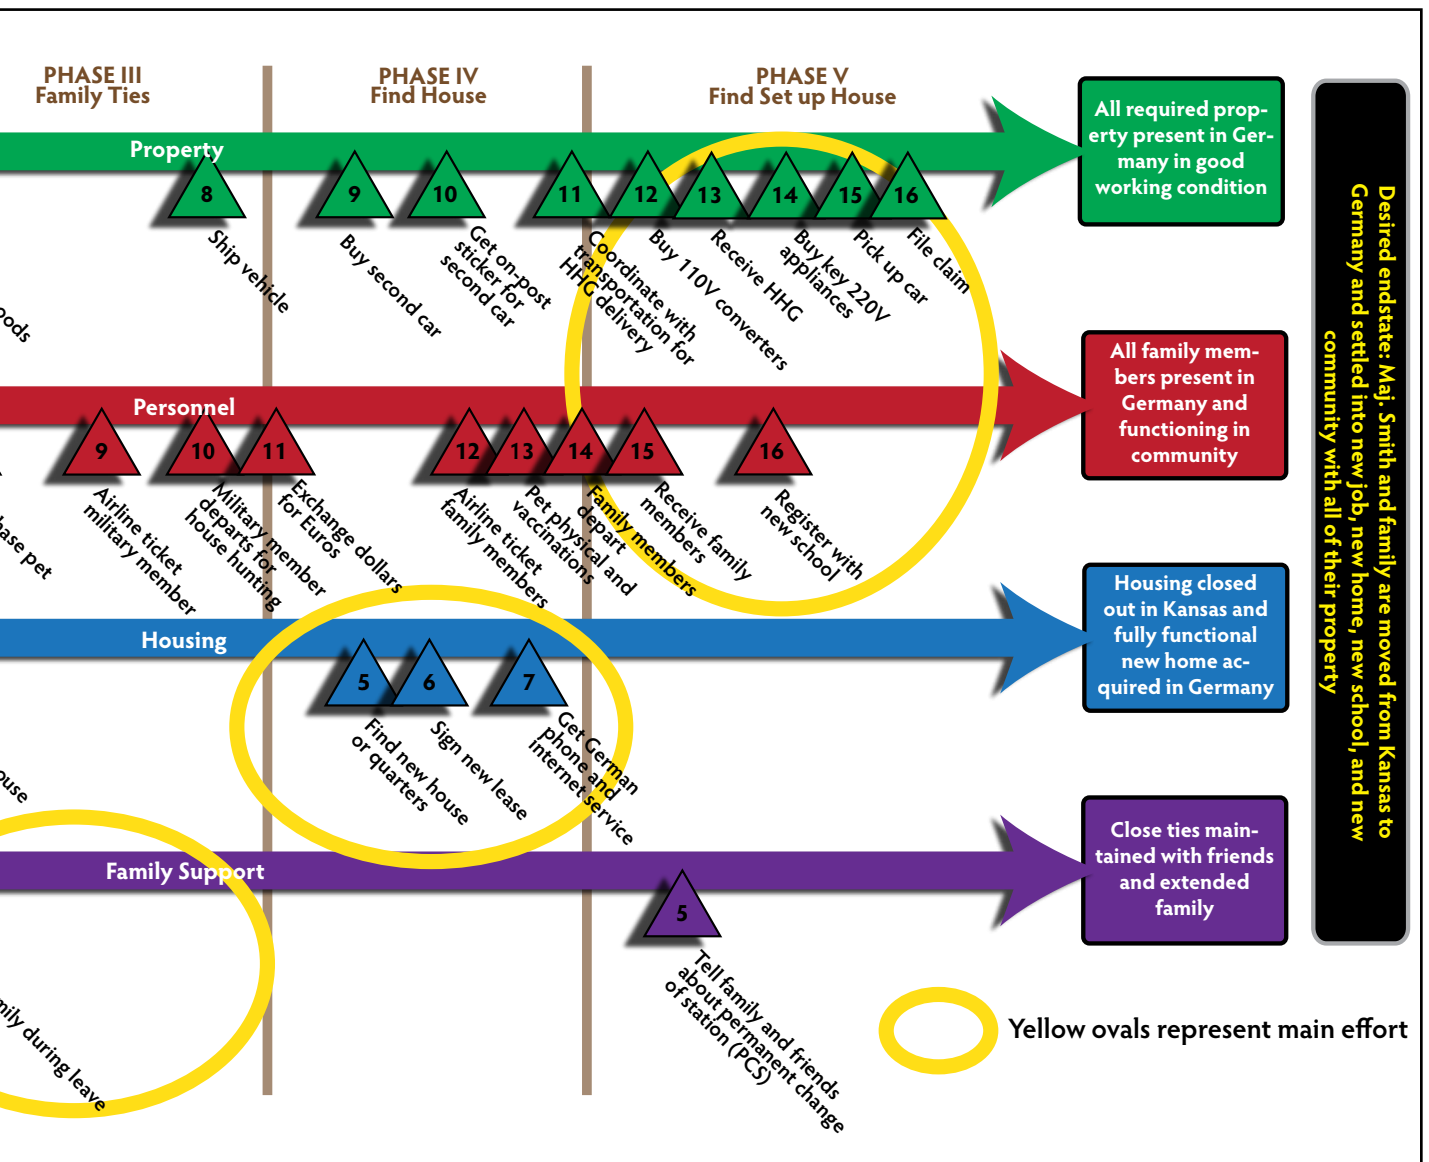 PHASE III
Family Ties
PHASE IV
Find House
PHASE V
Find Set up House
Property
8
9
10
11
12
13
14
15
16
Ship vehicle
Buy second car
Get on-post
sticker for
second car
Coordinate with
transportation for
HHG delivery
Buy 110V converters
Receive HHG
Buy key 220V
appliances
Pick up car
File claim
All required prop-
erty present in Ger-
many in good
working condition
oods
Personnel
9
10
11
12
13
14
15
16
hase pet
Airline ticket
military member
Military member
departs for
house hunting
Exchange dollars
for Euros
Airline ticket
family members
Pet physical and
vaccinations
Family members
depart
Receive family
members
Register with
new school
All family mem-
bers present in
Germany and
functioning in
community
Housing
5
6
7
ouse
Find new house
or quarters
Sign new lease
Get German
phone and
internet service
Housing closed
out in Kansas and
fully functional
new home ac-
quired in Germany
Family Support
5
mily during leave
Tell family and friends
about permanent change
of station (PCS)
Close ties main-
tained with friends
and extended
family
Desired endstate: Maj. Smith and family are moved from Kansas to
Germany and settled into new job, new home, new school, and new
community with all of their property
Yellow ovals represent main effort